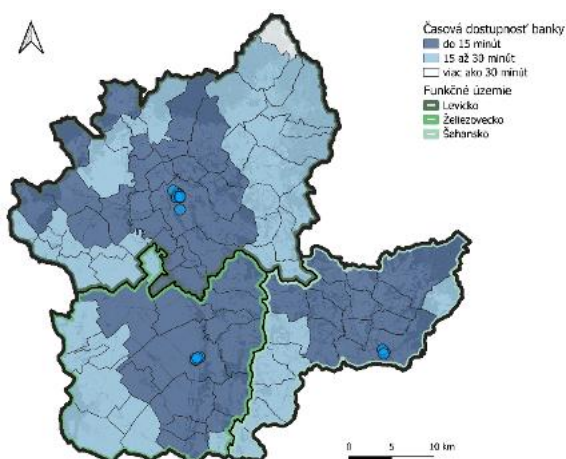 Časová dostupnosť banky
do 15 minút
15 až 30 minút
viac ako 30 minút
Funkčné územie
Levicko
Želiezovecko
Šahansko
0 5 10 km